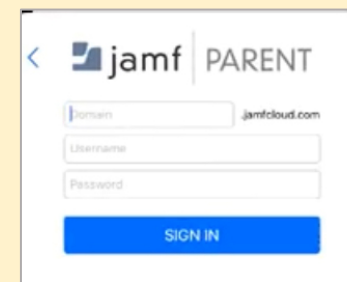 jamf PARENT
Domain .jamfcloud.com
Username
Password
SIGN IN